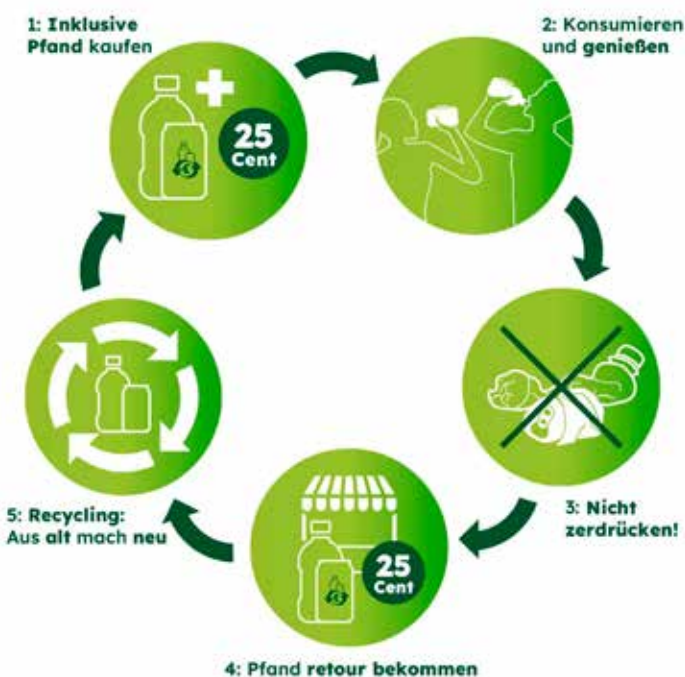 1: Inklusive
Pfand kaufen
25
Cent
2: Konsumieren
und genießen
3: Nicht
zerdrücken!
25
Cent
4: Pfand retour bekommen
5: Recycling:
Aus alt mach neu